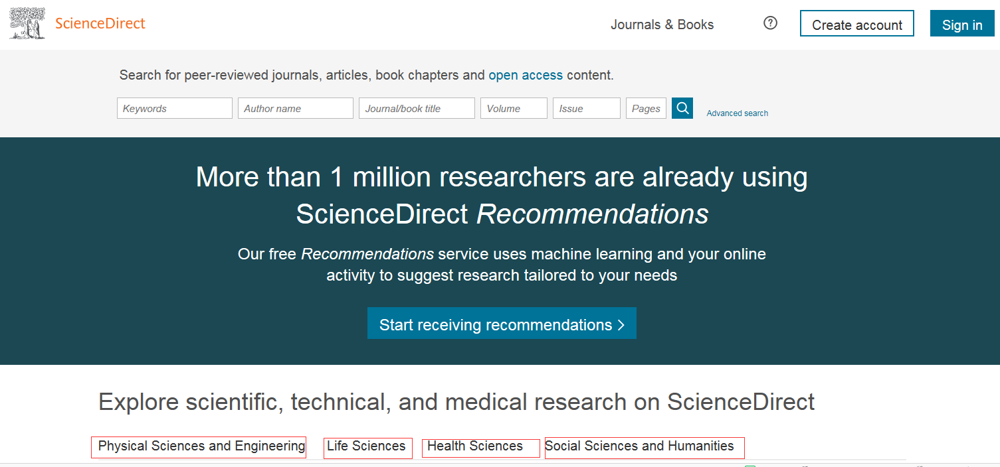 ScienceDirect
Journals & Books
?
Create account
Sign in
Search for peer-reviewed journals, articles, book chapters and open access content.
Keywords
Author name
Journal/book title
Volume
Issue
Pages
Advanced search
More than 1 million researchers are already using
ScienceDirect Recommendations
Our free Recommendations service uses machine learning and your online
activity to suggest research tailored to your needs
Start receiving recommendations
Explore scientific, technical, and medical research on ScienceDirect
Physical Sciences and Engineering
Life Sciences
Health Sciences
Social Sciences and Humanities